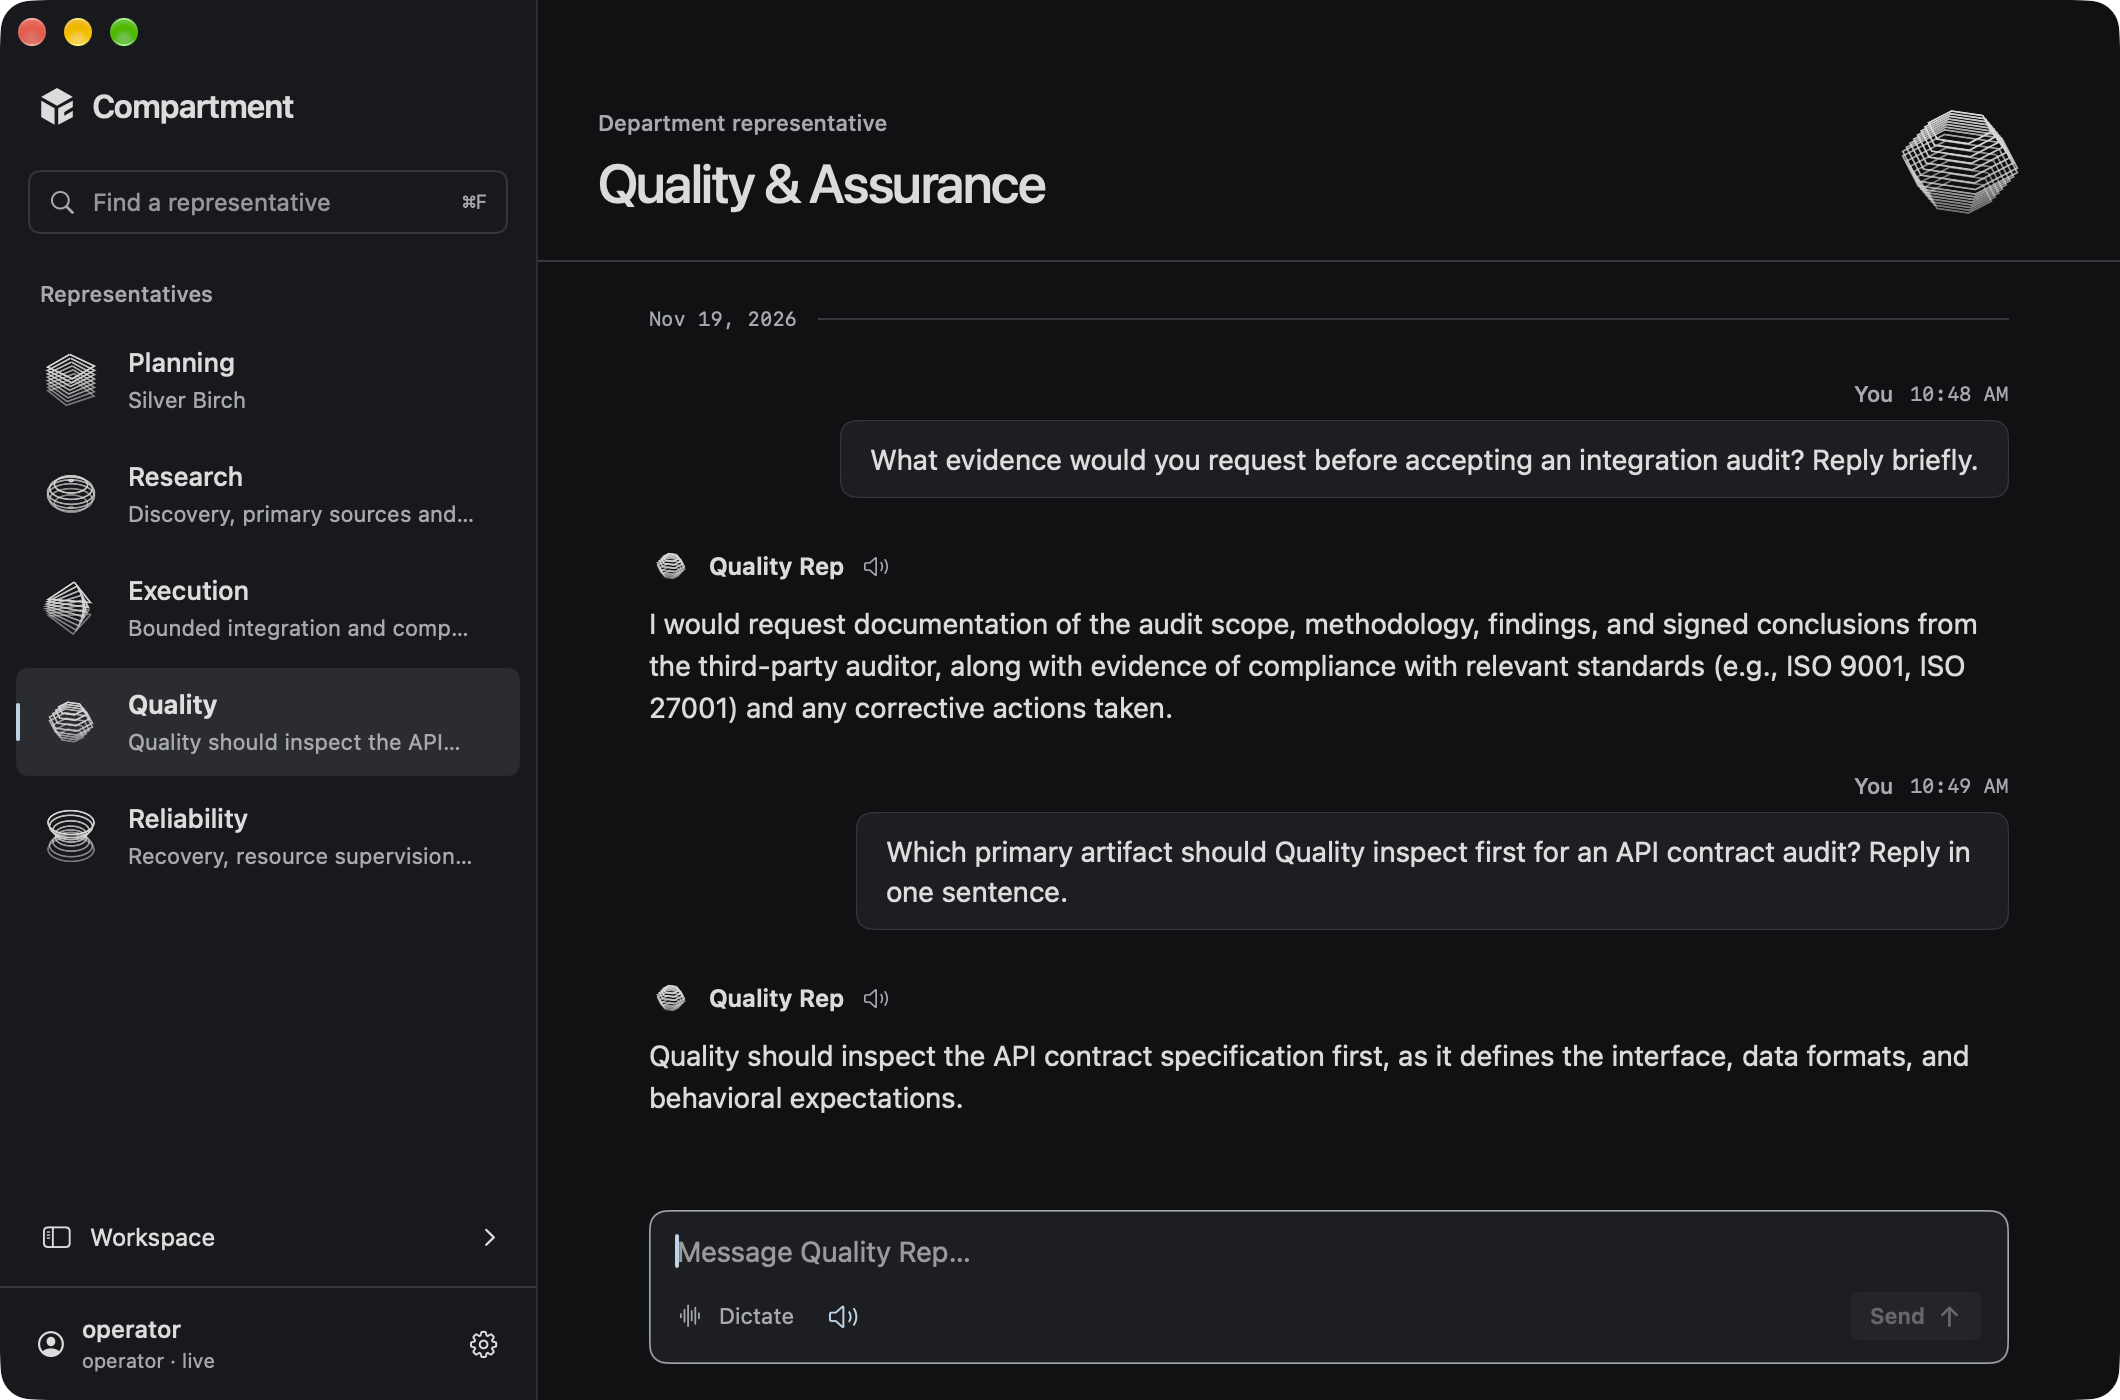 Compartment
Find a representative ⌘F
Representatives
Planning
Silver Birch
Research
Discovery, primary sources and...
Execution
Bounded integration and comp...
Quality
Quality should inspect the API...
Reliability
Recovery, resource supervision...
Workspace
operator
operator · live
Department representative
Quality & Assurance
Nov 19, 2026
You 10:48 AM
What evidence would you request before accepting an integration audit? Reply briefly.
Quality Rep
I would request documentation of the audit scope, methodology, findings, and signed conclusions from
the third-party auditor, along with evidence of compliance with relevant standards (e.g., ISO 9001, ISO
27001) and any corrective actions taken.
You 10:49 AM
Which primary artifact should Quality inspect first for an API contract audit? Reply in
one sentence.
Quality Rep
Quality should inspect the API contract specification first, as it defines the interface, data formats, and
behavioral expectations.
Message Quality Rep...
Dictate
Send